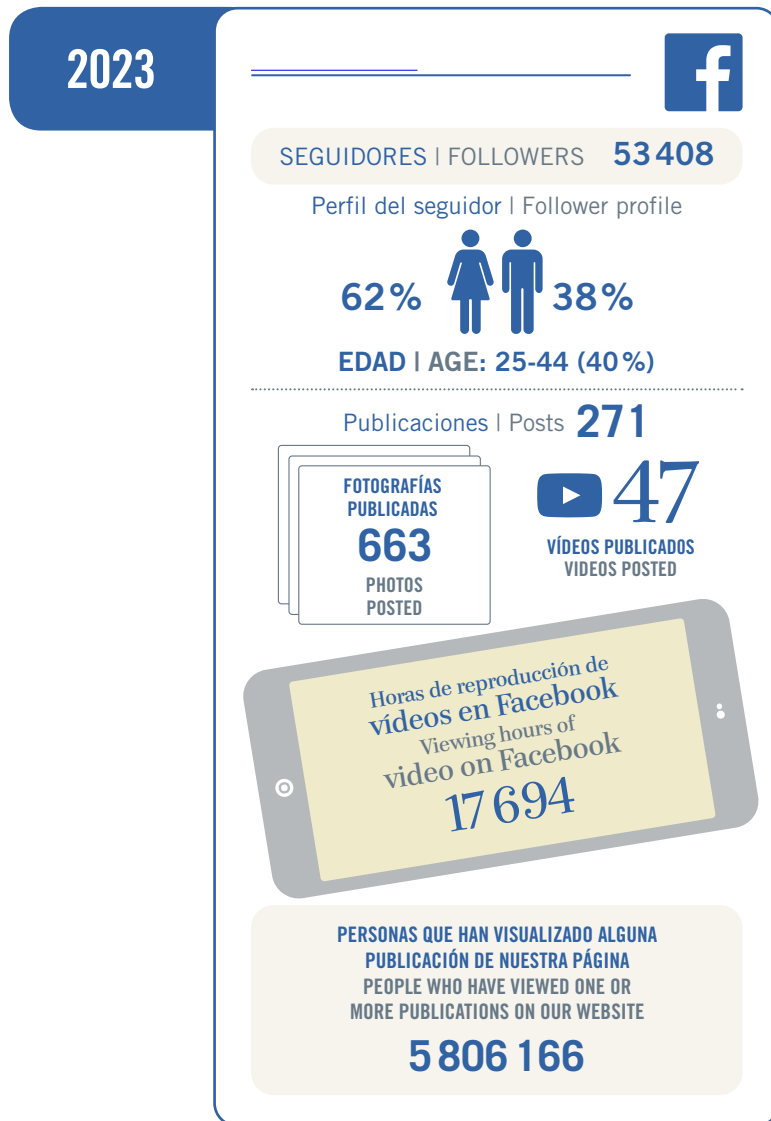 2023
SEGUIDORES | FOLLOWERS 53 408
Perfil del seguidor | Follower profile
62 % 38 %
EDAD | AGE: 25-44 (40 %)
Publicaciones | Posts 271
FOTOGRAFÍAS
PUBLICADAS
663
PHOTOS
POSTED
47
VÍDEOS PUBLICADOS
VIDEOS POSTED
Horas de reproducción de
vídeos en Facebook
Viewing hours of
video on Facebook
17 694
PERSONAS QUE HAN VISUALIZADO ALGUNA
PUBLICACIÓN DE NUESTRA PÁGINA
PEOPLE WHO HAVE VIEWED ONE OR
MORE PUBLICATIONS ON OUR WEBSITE
5 806 166